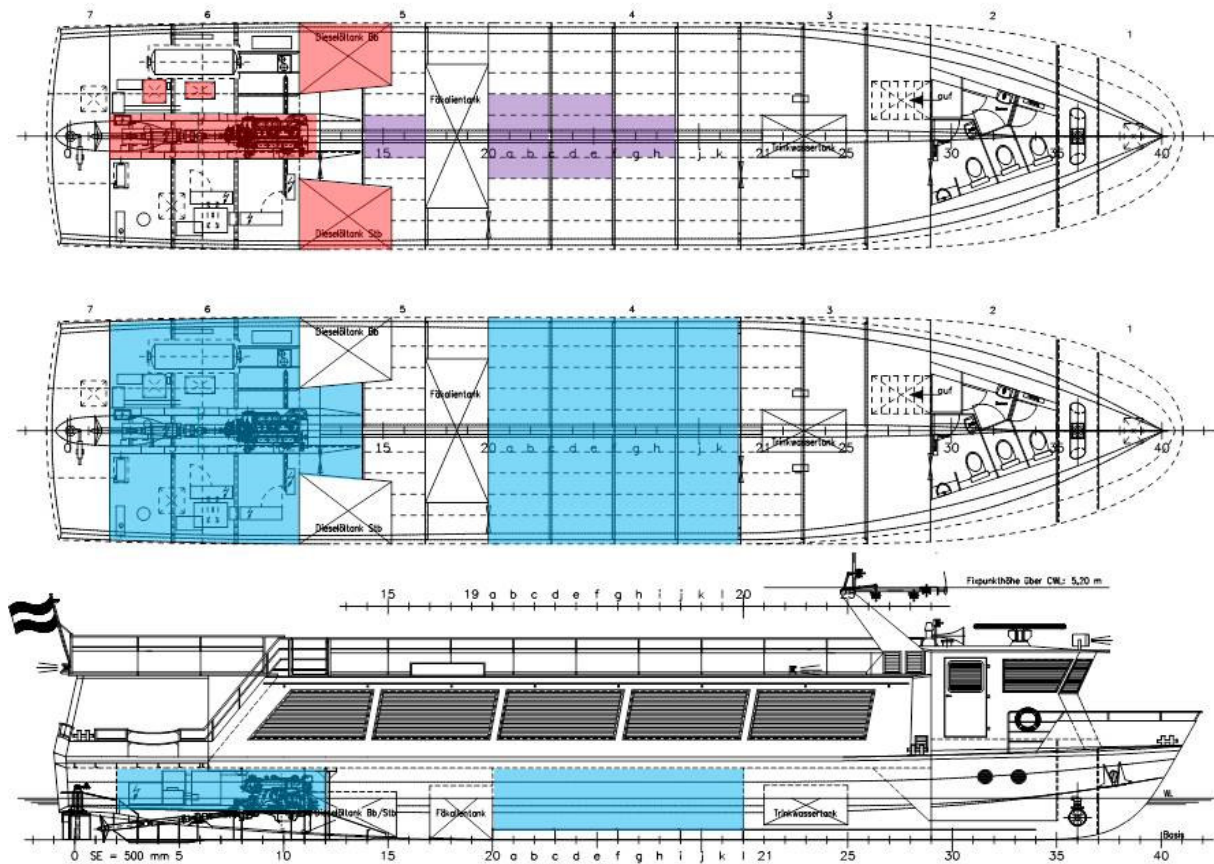 7 6 5 4 3 2 1
Dieselöltank Bb
Fäkalientank
auf
15 20 a b c d e f g h j k 21 25 30 35 40
Trinkwassertank
Dieselöltank Stb
7 6 5 4 3 2 1
Dieselöltank Bb
Fäkalientank
auf
15 20 a b c d e f g h j k 21 25 30 35 40
Trinkwassertank
Dieselöltank Stb
Fixpunkthöhe über CWL: 5,20 m
15 19 a b c d e f g h i j k l 20 25
WL
Dieselöltank Bb/Stb Fäkalientank Trinkwassertank
Basis
0 SE = 500 mm 5 10 15 20 a b c d e f g h i j k l 21 25 30 35 40